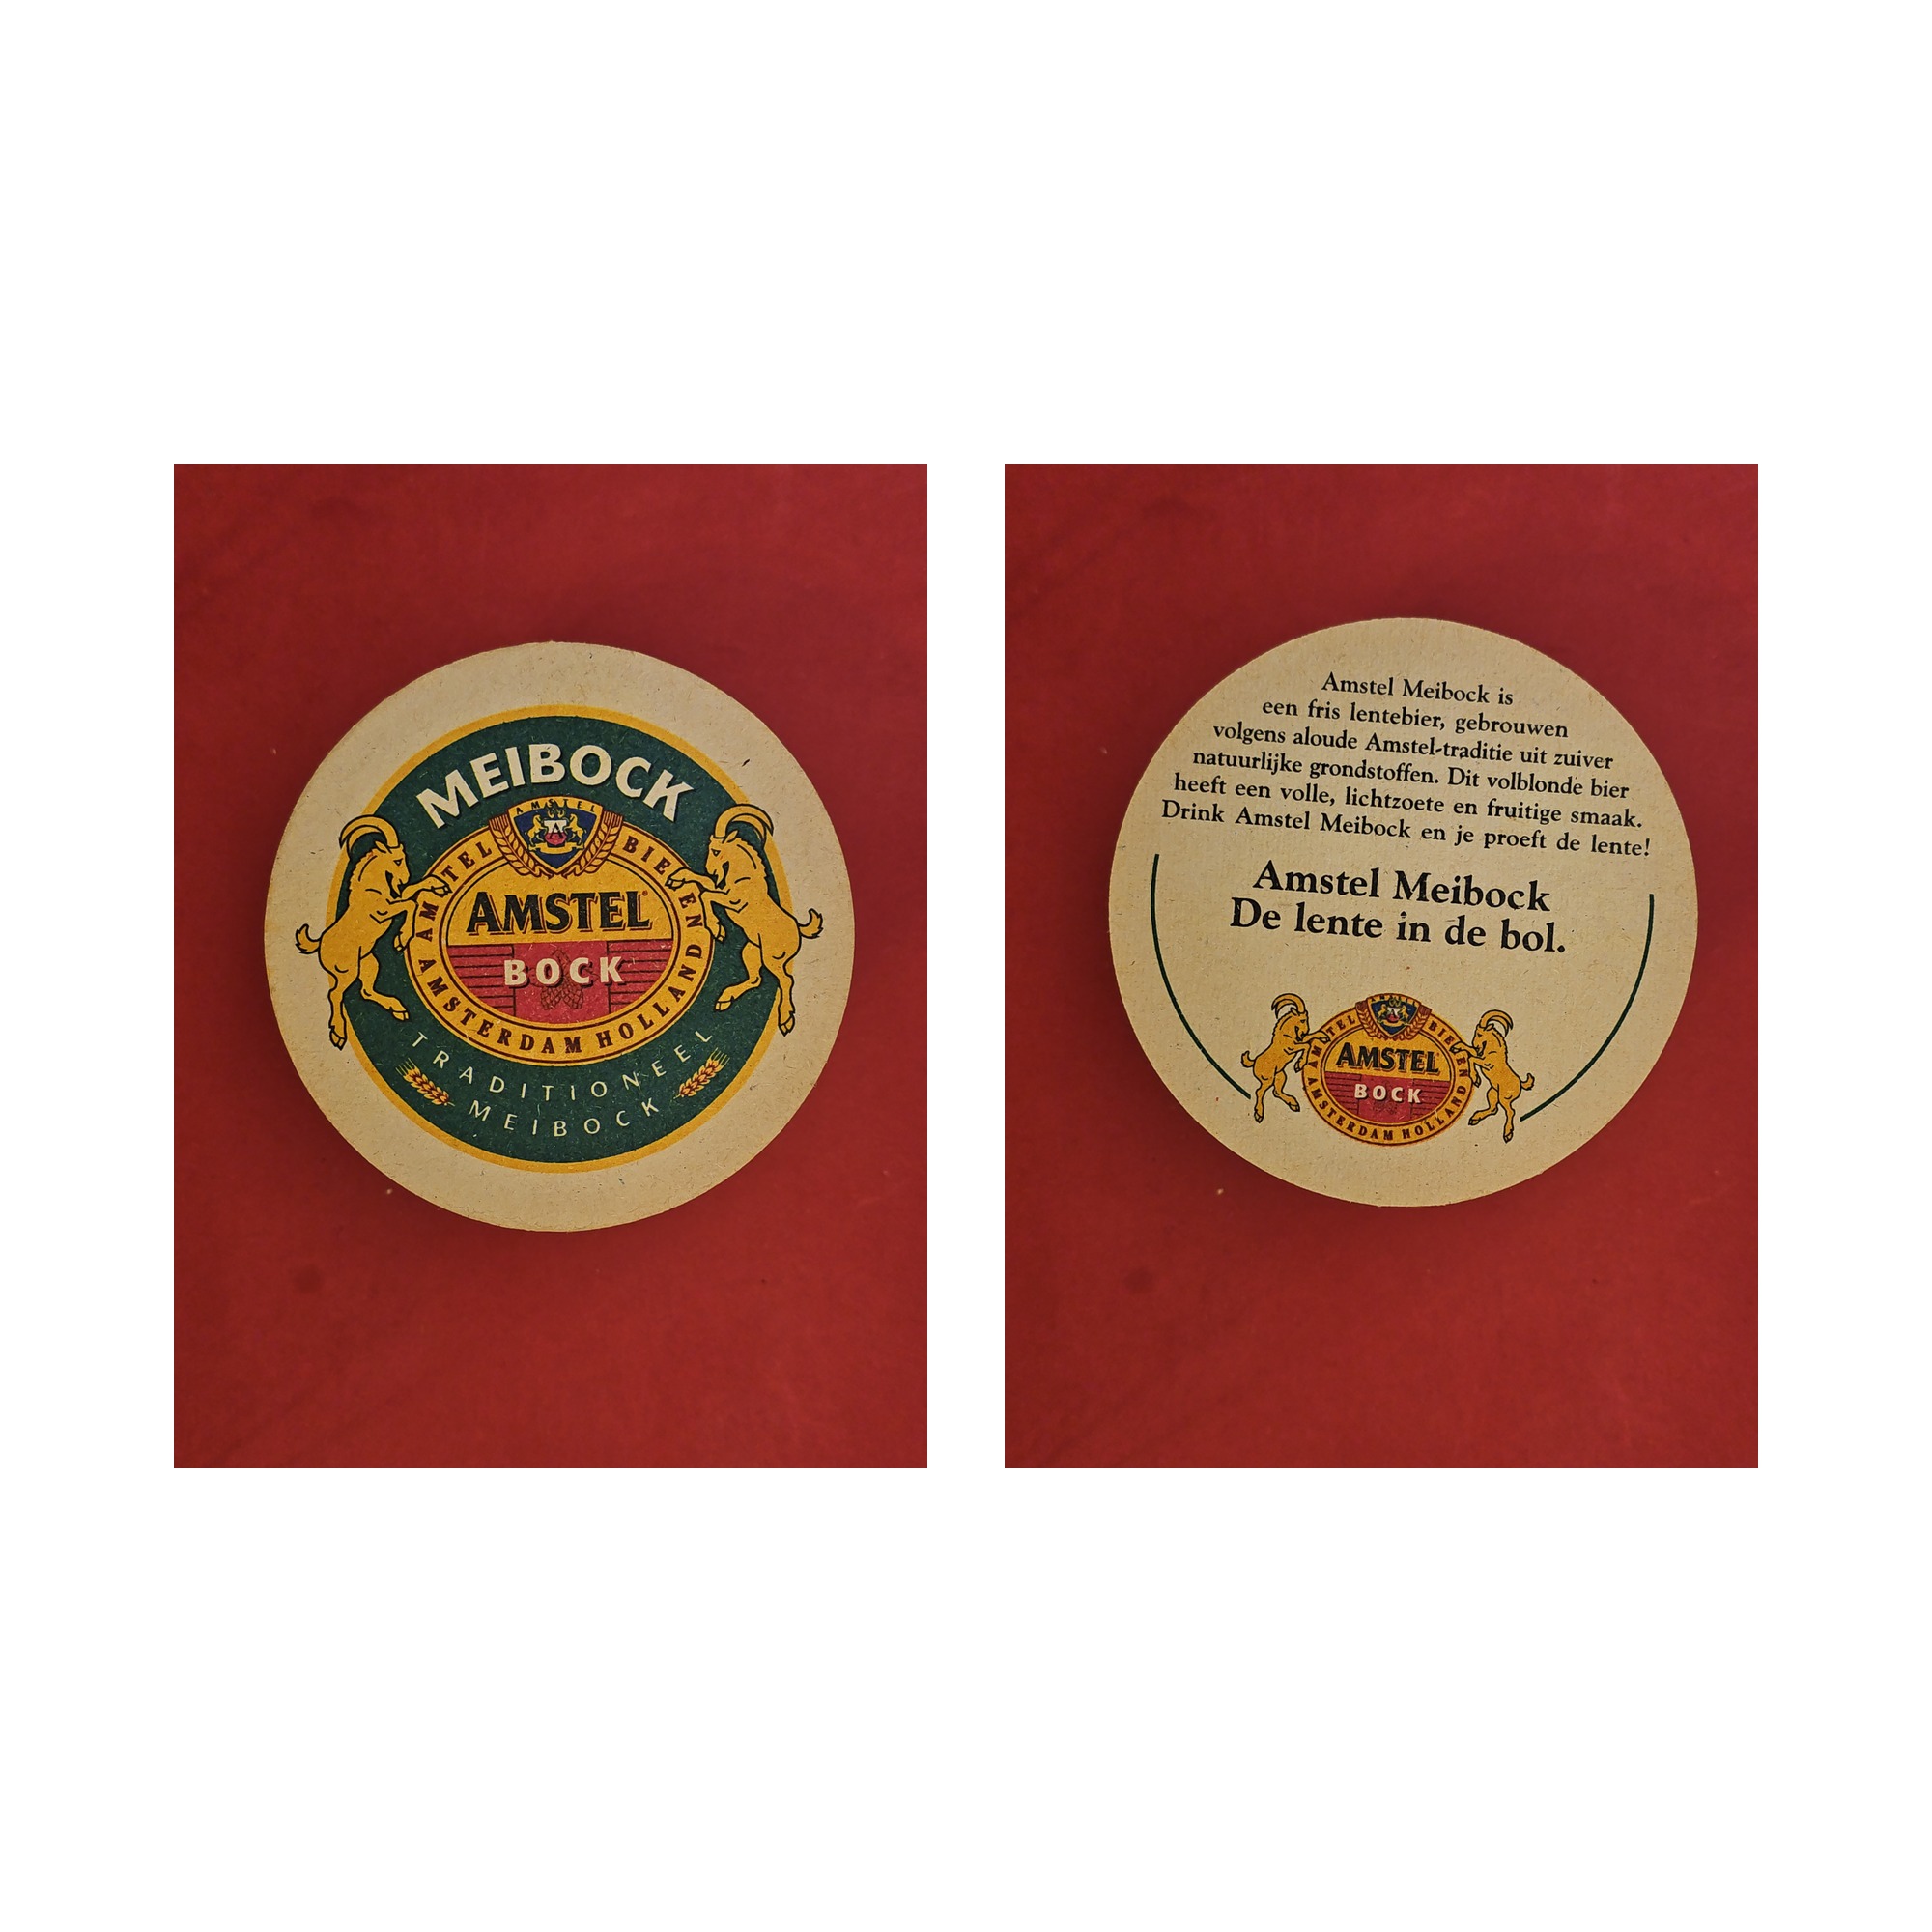 MEIBOCK
AMSTEL
AMSTEL BIEREN
AMSTEL
BOCK
AMSTERDAM HOLLAND
TRADITIONEEL
MEIBOCK
Amstel Meibock is
een fris lentebier, gebrouwen
volgens aloude Amstel-traditie uit zuiver
natuurlijke grondstoffen. Dit volblonde bier
heeft een volle, lichtzoete en fruitige smaak.
Drink Amstel Meibock en je proeft de lente!
Amstel Meibock
De lente in de bol.
AMSTEL
AMSTEL BIEREN
AMSTEL
BOCK
AMSTERDAM HOLLAND